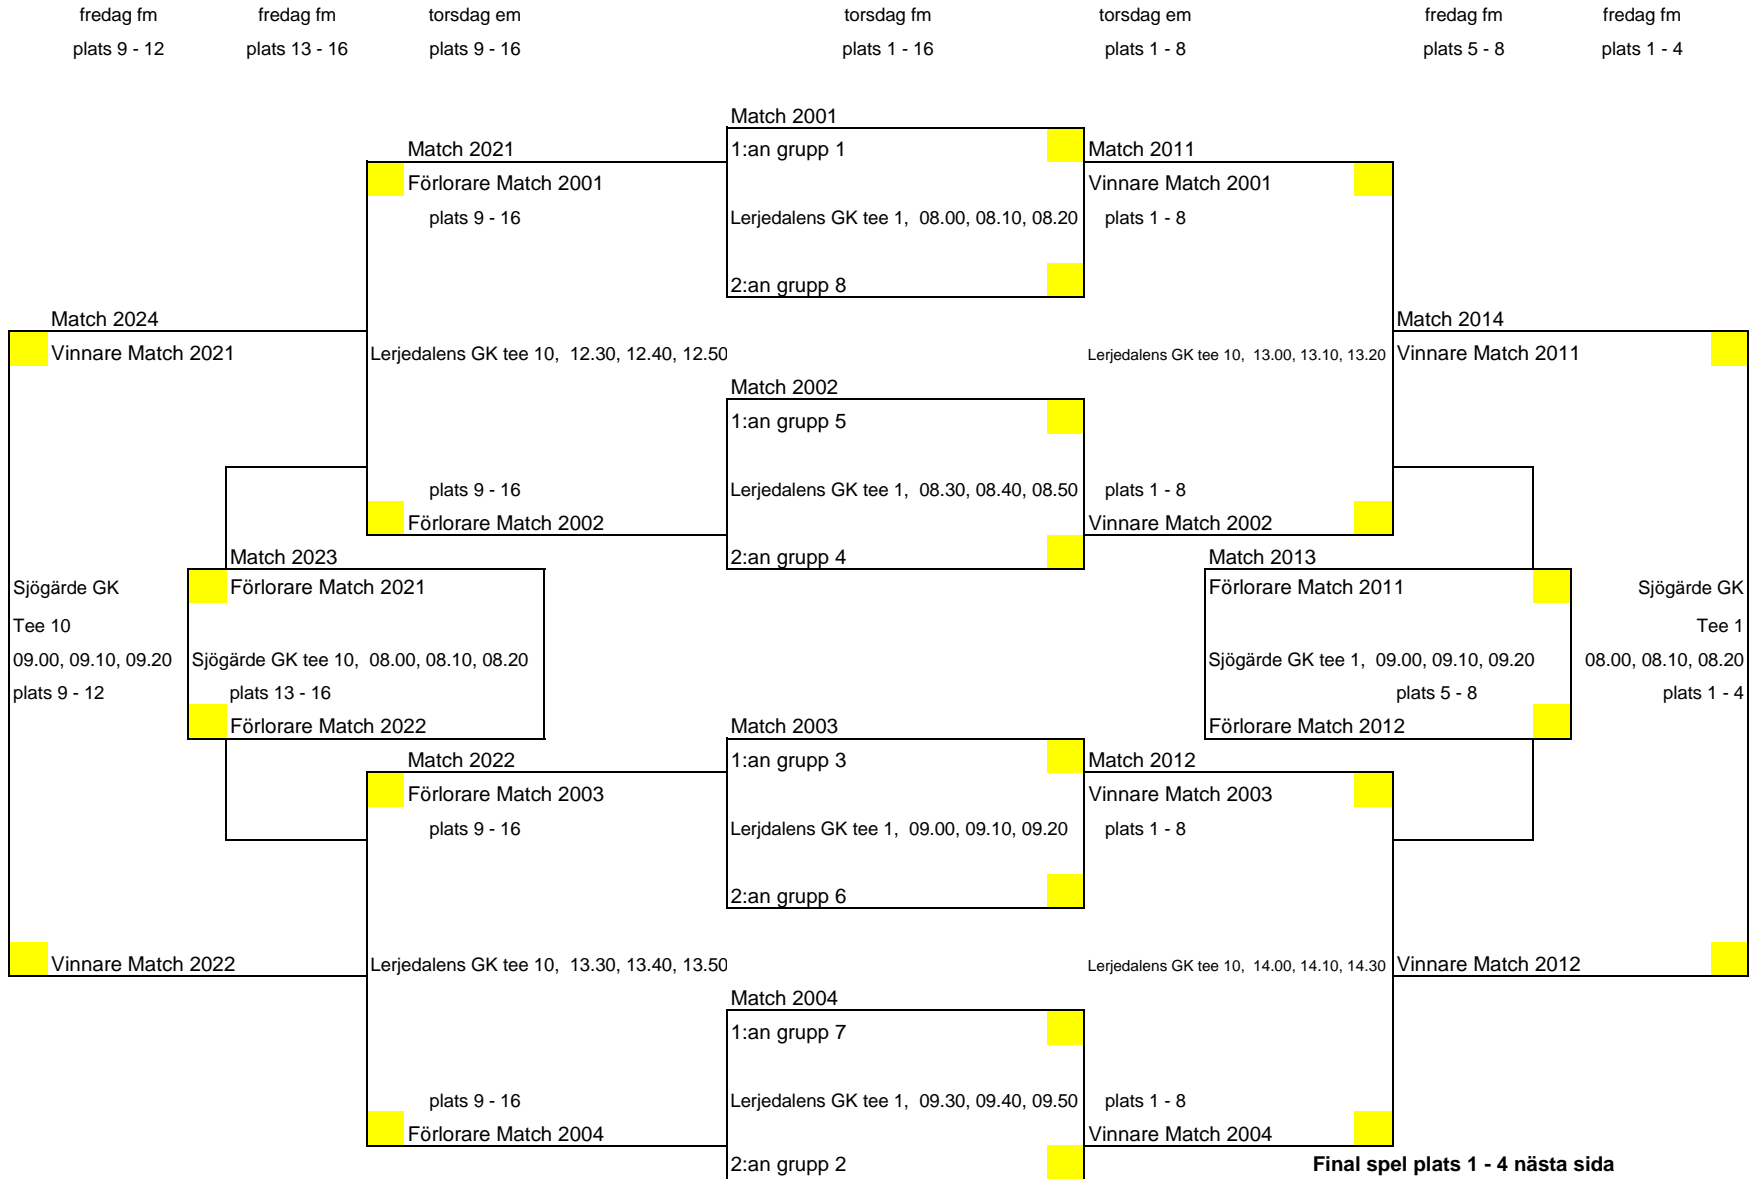 fredag fm fredag fm torsdag em torsdag fm torsdag em fredag fm fredag fm
plats 9 - 12 plats 13 - 16 plats 9 - 16 plats 1 - 16 plats 1 - 8 plats 5 - 8 plats 1 - 4
Match 2001
Match 2021 1:an grupp 1 Match 2011
Förlorare Match 2001 Vinnare Match 2001
plats 9 - 16 Lerjedalens GK tee 1, 08.00, 08.10, 08.20 plats 1 - 8
2:an grupp 8
Match 2024 Match 2014
Vinnare Match 2021 Lerjedalens GK tee 10, 12.30, 12.40, 12.50 Lerjedalens GK tee 10, 13.00, 13.10, 13.20 Vinnare Match 2011
Match 2002
1:an grupp 5
plats 9 - 16 Lerjedalens GK tee 1, 08.30, 08.40, 08.50 plats 1 - 8
Förlorare Match 2002 Vinnare Match 2002
Match 2023 2:an grupp 4 Match 2013
Sjögärde GK Förlorare Match 2021 Förlorare Match 2011 Sjögärde GK
Tee 10 Tee 1
09.00, 09.10, 09.20 Sjögärde GK tee 10, 08.00, 08.10, 08.20 Sjögärde GK tee 1, 09.00, 09.10, 09.20 08.00, 08.10, 08.20
plats 9 - 12 plats 13 - 16 plats 5 - 8 plats 1 - 4
Förlorare Match 2022 Match 2003 Förlorare Match 2012
Match 2022 1:an grupp 3 Match 2012
Förlorare Match 2003 Vinnare Match 2003
plats 9 - 16 Lerjdalens GK tee 1, 09.00, 09.10, 09.20 plats 1 - 8
2:an grupp 6
Vinnare Match 2022 Lerjedalens GK tee 10, 13.30, 13.40, 13.50 Lerjedalens GK tee 10, 14.00, 14.10, 14.30 Vinnare Match 2012
Match 2004
1:an grupp 7
plats 9 - 16 Lerjedalens GK tee 1, 09.30, 09.40, 09.50 plats 1 - 8
Förlorare Match 2004 Vinnare Match 2004
2:an grupp 2 Final spel plats 1 - 4 nästa sida